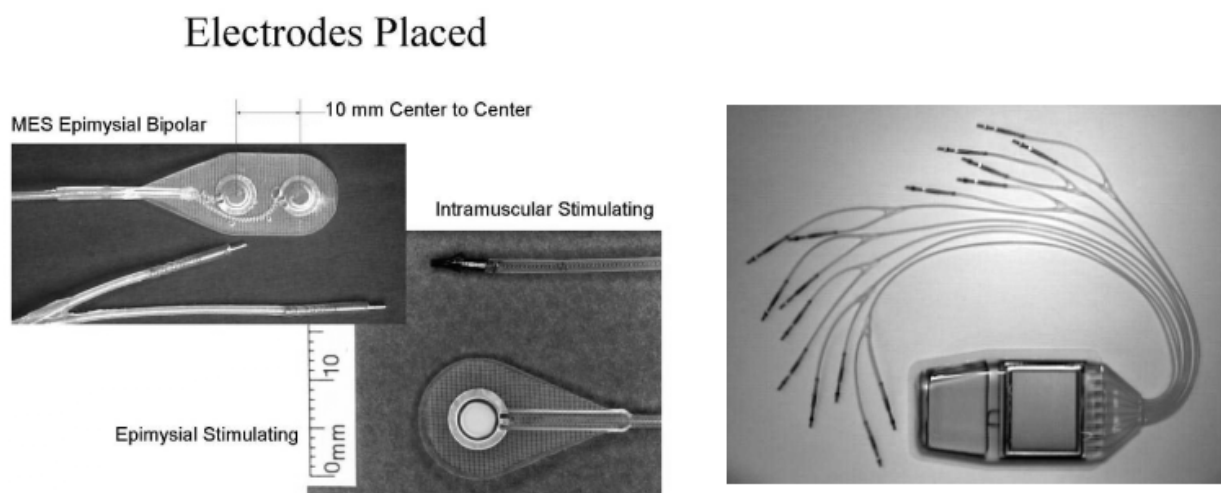 Electrodes Placed
10 mm Center to Center
MES Epimysial Bipolar
Intramuscular Stimulating
Epimysial Stimulating
10
0mm